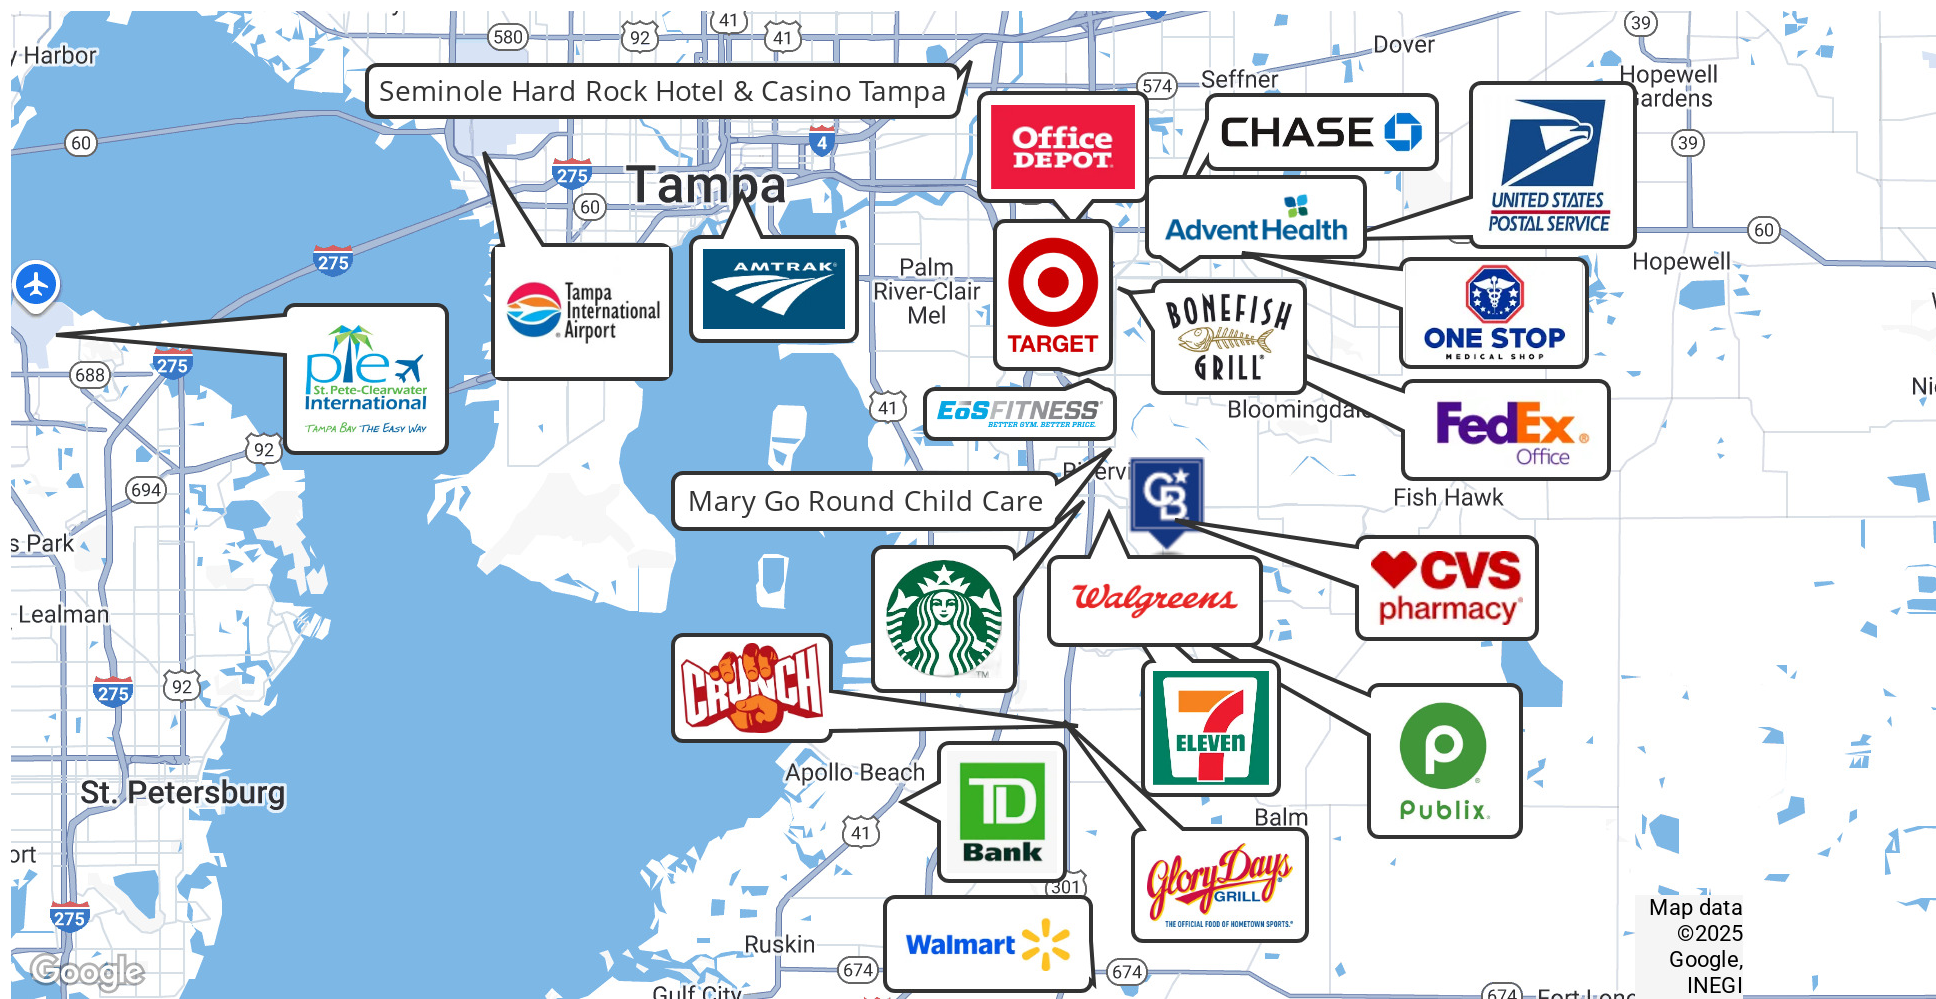 41
580
92
41
39
Dover
y Harbor
Hopewell
Gardens
Seffner
574
Seminole Hard Rock Hotel & Casino Tampa
Office
DEPOT
CHASE
UNITED STATES
POSTAL SERVICE
60
4
39
275
Tampa
60
AdventHealth
60
275
Hopewell
Palm
River-Clair
Mel
AMTRAK
Tampa
International
Airport
TARGET
BONEFISH
GRILL
ONE STOP
MEDICAL SHOP
pie
St. Pete-Clearwater
International
TAMPA BAY THE EASY WAY
275
688
41
EōSFITNESS
BETTER GYM. BETTER PRICE.
Bloomingdale
FedEx
Office
92
694
Mary Go Round Child Care
CB
Fish Hawk
s Park
CVS
pharmacy
Walgreens
Lealman
275
92
CRUNCH
TM
7
ELEVEN
P
Publix
Apollo Beach
St. Petersburg
TD
Bank
41
Balm
ort
301
Glory Days
GRILL
THE OFFICIAL FOOD OF HOMETOWN SPORTS.
275
Walmart
Ruskin
674
674
674
Gulf City
Google
Map data
©2025
Google,
INEGI